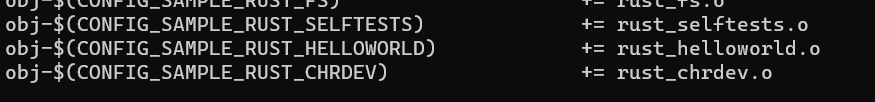 obj-$(CONFIG_SAMPLE_RUST_FS) += rust_fs.o
obj-$(CONFIG_SAMPLE_RUST_SELFTESTS) += rust_selftests.o
obj-$(CONFIG_SAMPLE_RUST_HELLOWORLD) += rust_helloworld.o
obj-$(CONFIG_SAMPLE_RUST_CHRDEV) += rust_chrdev.o